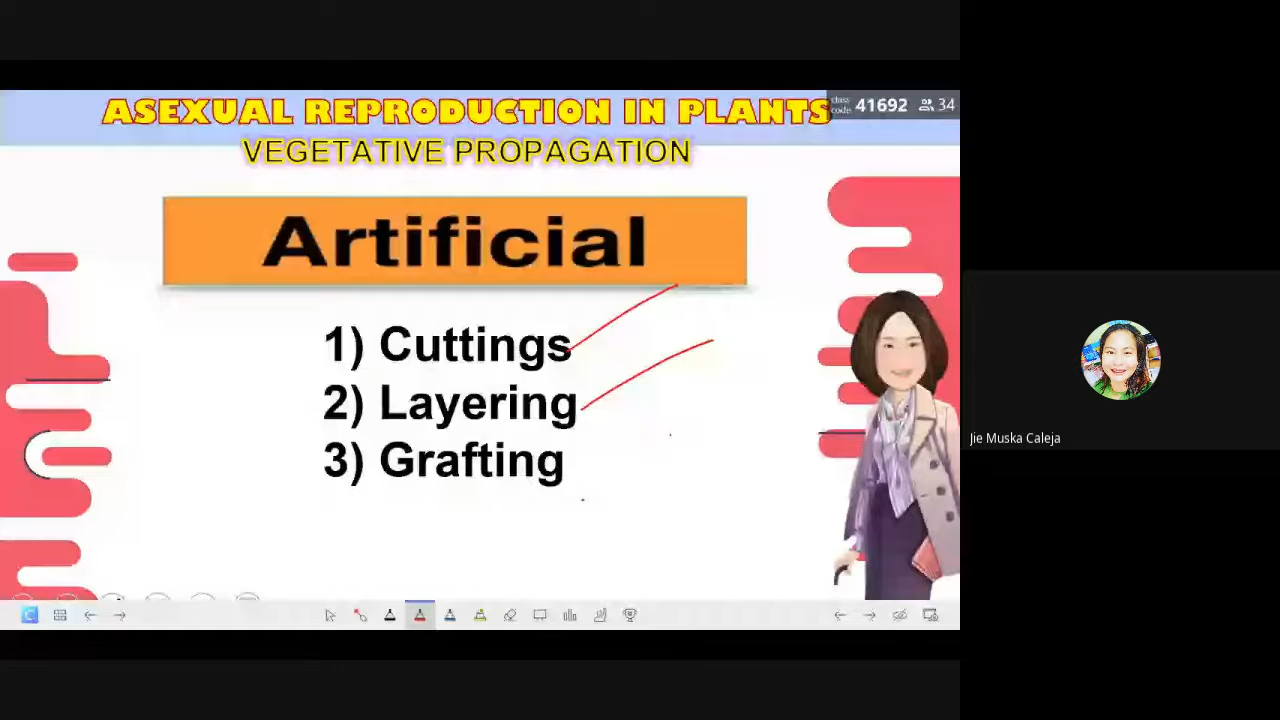 ASEXUAL REPRODUCTION IN PLANTS
class code: 41692 34
VEGETATIVE PROPAGATION
Artificial
1) Cuttings
2) Layering
3) Grafting
Jie Muska Caleja